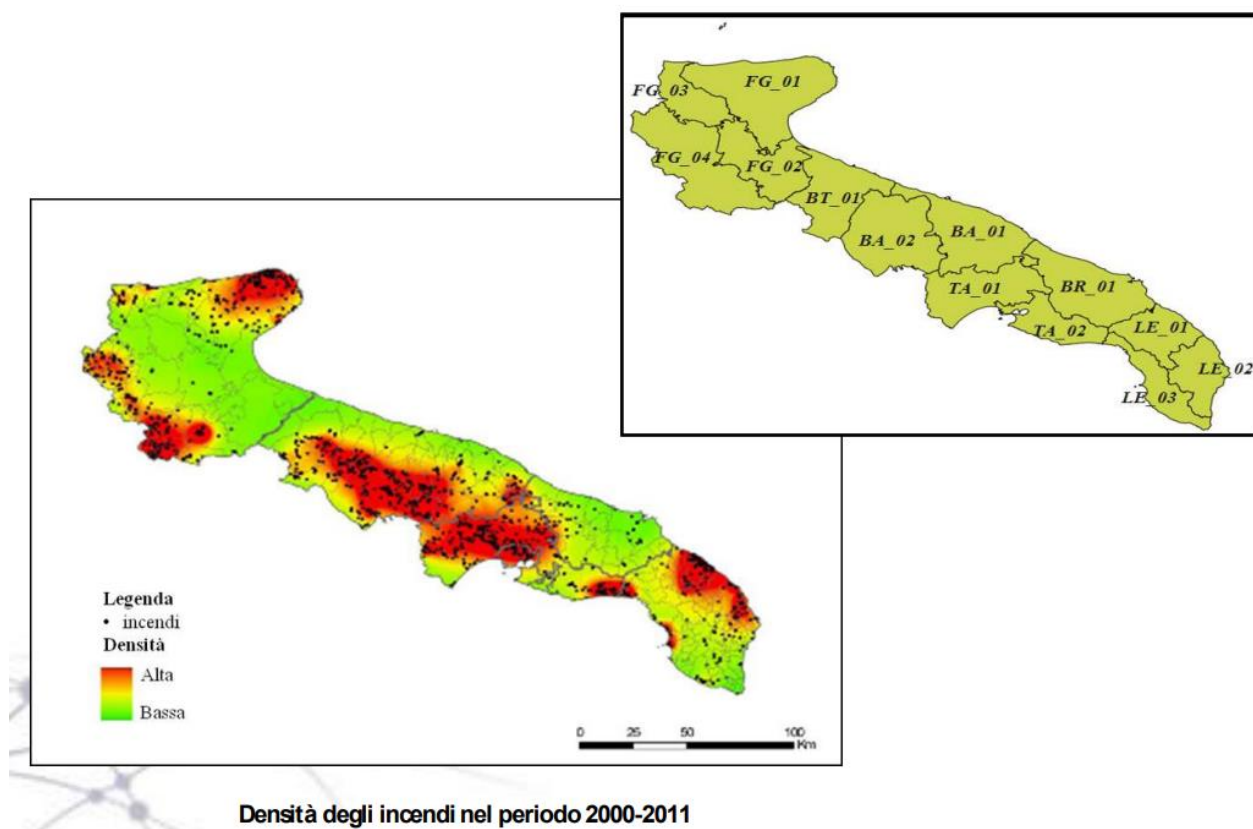 FG_03
FG_01
FG_04
FG_02
BT_01
BA_02
BA_01
TA_01
BR_01
TA_02
LE_01
LE_02
LE_03
Legenda
incendi
Densità
Alta
Bassa
0 25 50 100
Km
Densità degli incendi nel periodo 2000-2011